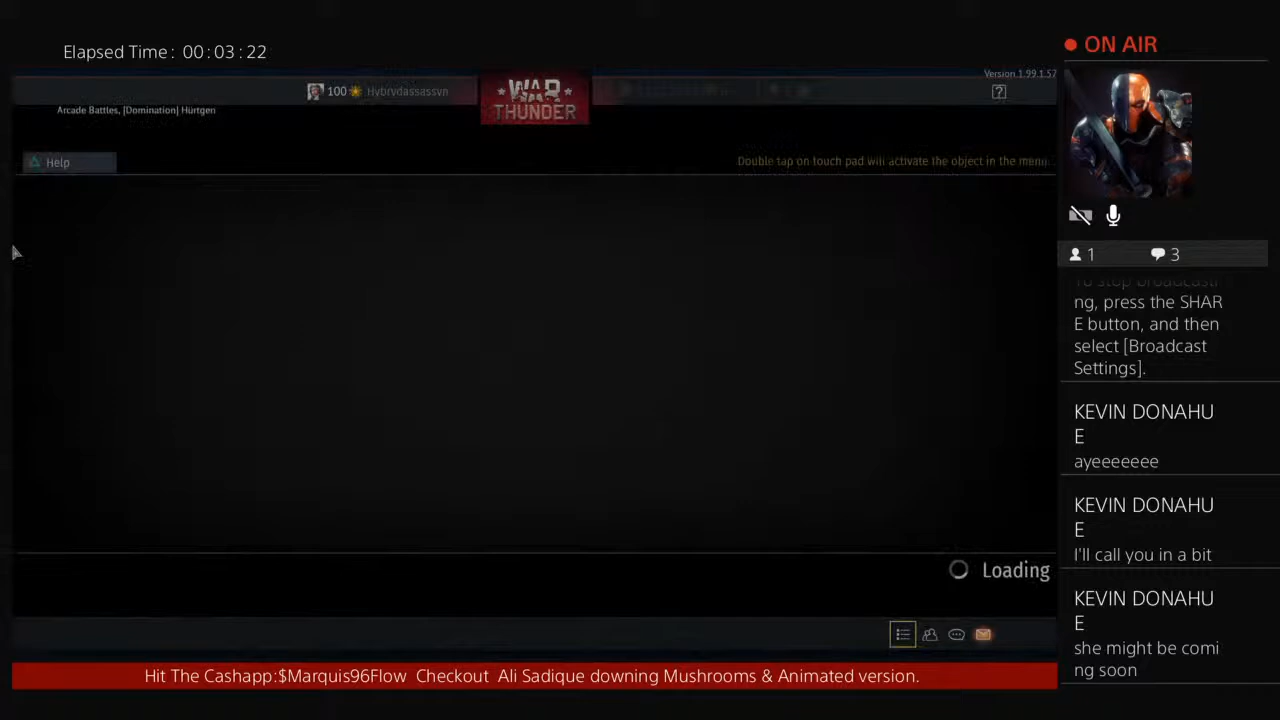 Elapsed Time: 00:03:22
ON AIR
Version 1.99.1.57
100 Hybrvdassassvn
WAR
THUNDER
Arcade Battles, [Domination] Hürtgen
Help
Double tap on touch pad will activate the object in the menu.
1 3
ng, press the SHAR
E button, and then
select [Broadcast
Settings].
KEVIN DONAHU
E
ayeeeeeee
KEVIN DONAHU
E
I'll call you in a bit
KEVIN DONAHU
E
she might be comi
ng soon
Loading
Hit The Cashapp:$Marquis96Flow Checkout Ali Sadique downing Mushrooms & Animated version.